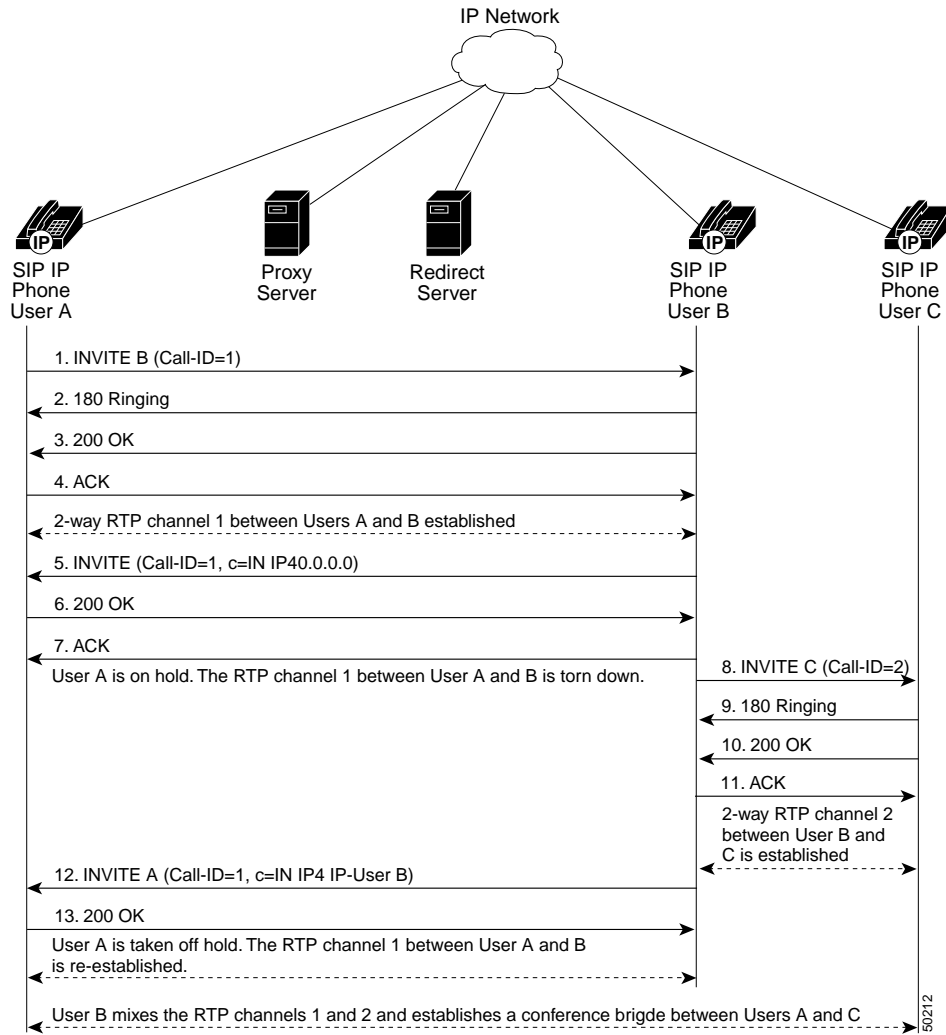 IP Network
IP
SIP IP
Phone
User A
Proxy
Server
Redirect
Server
IP
SIP IP
Phone
User B
IP
SIP IP
Phone
User C
1. INVITE B (Call-ID=1)
2. 180 Ringing
3. 200 OK
4. ACK
2-way RTP channel 1 between Users A and B established
5. INVITE (Call-ID=1, c=IN IP40.0.0.0)
6. 200 OK
7. ACK
User A is on hold. The RTP channel 1 between User A and B is torn down.
8. INVITE C (Call-ID=2)
9. 180 Ringing
10. 200 OK
11. ACK
2-way RTP channel 2
between User B and
C is established
12. INVITE A (Call-ID=1, c=IN IP4 IP-User B)
13. 200 OK
User A is taken off hold. The RTP channel 1 between User A and B
is re-established.
User B mixes the RTP channels 1 and 2 and establishes a conference brigde between Users A and C